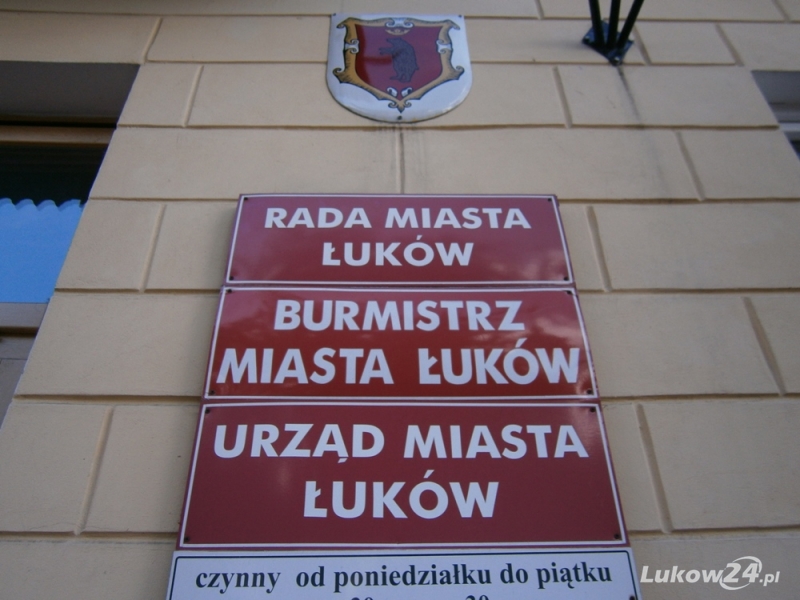 RADA MIASTA
ŁUKÓW
BURMISTRZ
MIASTA ŁUKÓW
URZĄD MIASTA
ŁUKÓW
czynny od poniedziałku do piątku
Lukow24.pl